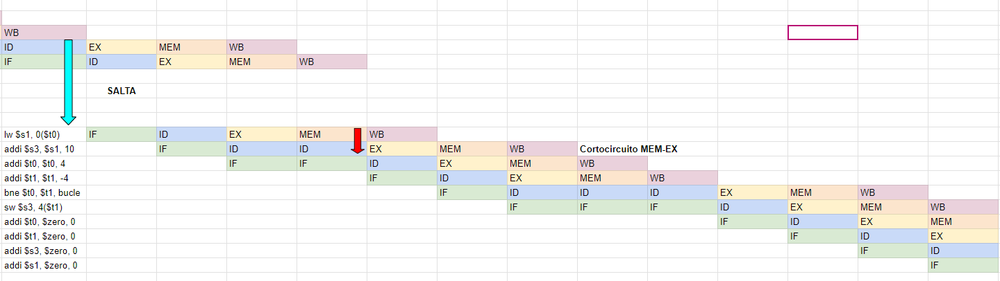 WB
ID EX MEM WB
IF ID EX MEM WB
SALTA
lw $s1, 0($t0) IF ID EX MEM WB
addi $s3, $s1, 10 IF ID ID EX MEM WB Cortocircuito MEM-EX
addi $t0, $t0, 4 IF IF ID EX MEM WB
addi $t1, $t1, -4 IF ID EX MEM WB
bne $t0, $t1, bucle IF ID ID ID EX MEM WB
sw $s3, 4($t1) IF IF IF ID EX MEM WB
addi $t0, $zero, 0 IF ID EX MEM
addi $t1, $zero, 0 IF ID EX
addi $s3, $zero, 0 IF ID
addi $s1, $zero, 0 IF